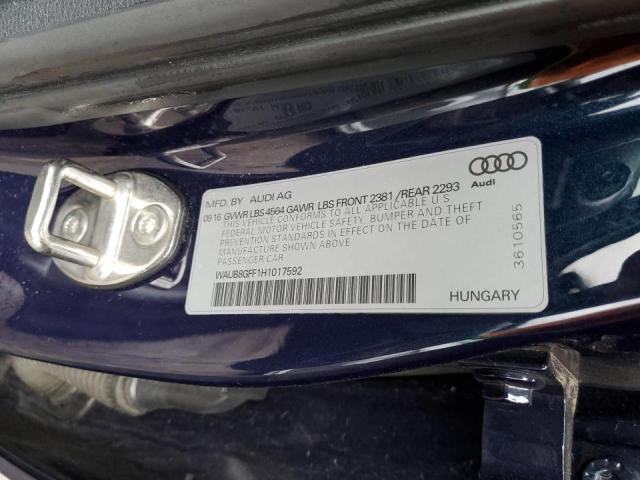 MFD. BY AUDI AG
0916 GVWR LBS 4564 GAWR LBS FRONT 2381 / REAR 2293
THIS VEHICLE CONFORMS TO ALL APPLICABLE U S
FEDERAL MOTOR VEHICLE SAFETY, BUMPER AND THEFT
PREVENTION STANDARDS IN EFFECT ON THE DATE OF
MANUFACTURE SHOWN ABOVE.
PASSENGER CAR
WAUB8GFF1H1017592
Audi
3610565
HUNGARY